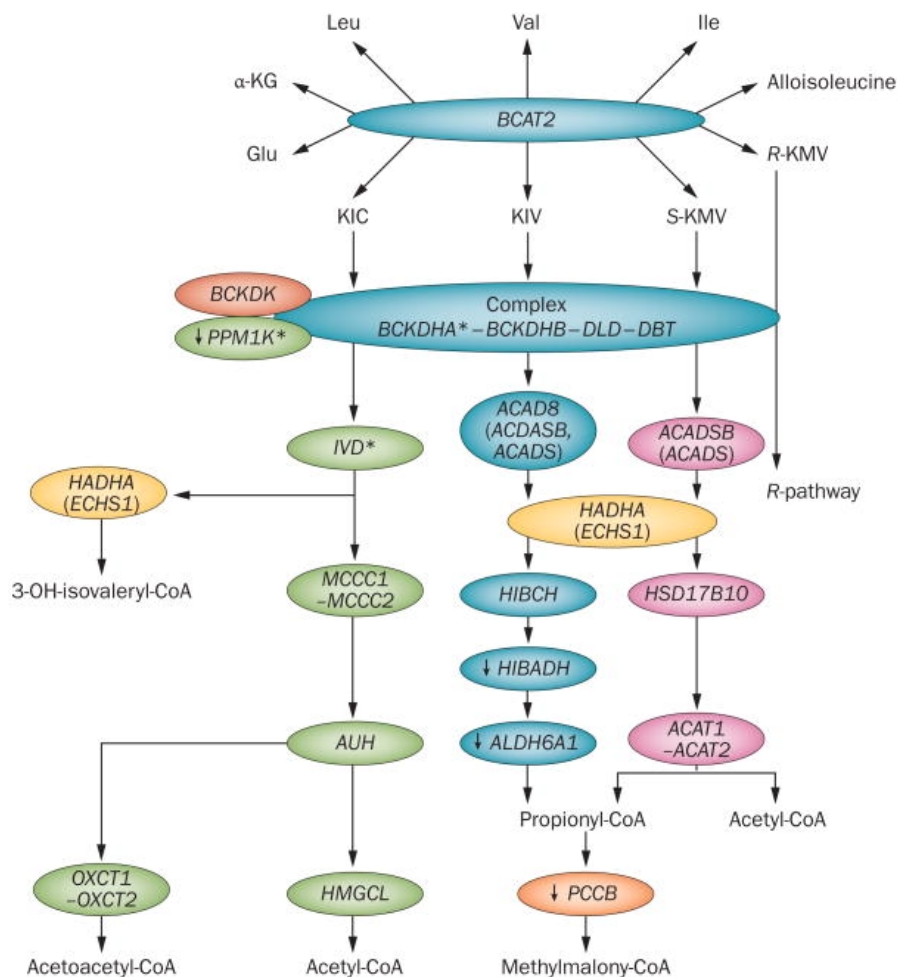 Leu
Val
Ile
α-KG
Alloisoleucine
BCAT2
Glu
R-KMV
KIC
KIV
S-KMV
BCKDK
Complex
BCKDHA*–BCKDHB–DLD–DBT
↓ PPM1K*
ACAD8
(ACDASB,
ACADS)
ACADSB
(ACADS)
IVD*
HADHA
(ECHS1)
R-pathway
HADHA
(ECHS1)
3-OH-isovaleryl-CoA
MCCC1
–MCCC2
HIBCH
HSD17B10
↓ HIBADH
AUH
↓ ALDH6A1
ACAT1
–ACAT2
Propionyl-CoA
Acetyl-CoA
OXCT1
–OXCT2
HMGCL
↓ PCCB
Acetoacetyl-CoA
Acetyl-CoA
Methylmalony-CoA